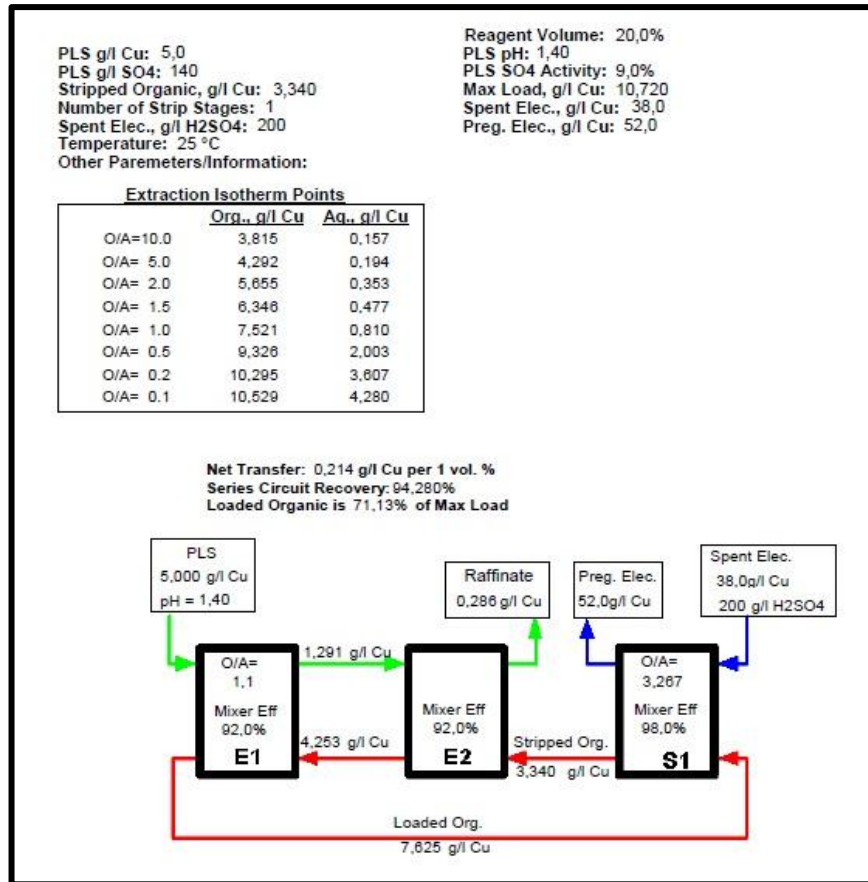 PLS g/l Cu: 5,0
PLS g/l SO4: 140
Stripped Organic, g/l Cu: 3,340
Number of Strip Stages: 1
Spent Elec., g/l H2SO4: 200
Temperature: 25 °C
Other Paremeters/Information:
Reagent Volume: 20,0%
PLS pH: 1,40
PLS SO4 Activity: 9,0%
Max Load, g/l Cu: 10,720
Spent Elec., g/l Cu: 38,0
Preg. Elec., g/l Cu: 52,0
Extraction Isotherm Points
Org., g/l Cu Aq., g/l Cu
O/A=10.0 3,815 0,157
O/A= 5.0 4,292 0,194
O/A= 2.0 5,655 0,353
O/A= 1.5 6,346 0,477
O/A= 1.0 7,521 0,810
O/A= 0.5 9,326 2,003
O/A= 0.2 10,295 3,607
O/A= 0.1 10,529 4,280
Net Transfer: 0,214 g/l Cu per 1 vol. %
Series Circuit Recovery: 94,280%
Loaded Organic is 71,13% of Max Load
PLS
5,000 g/l Cu
pH = 1,40
Raffinate
0,286 g/l Cu
Preg. Elec.
52,0g/l Cu
Spent Elec.
38,0g/l Cu
200 g/l H2SO4
O/A=
1,1
Mixer Eff
92,0%
E1
1,291 g/l Cu
4,253 g/l Cu
Mixer Eff
92,0%
E2
Stripped Org.
3,340 g/l Cu
O/A=
3,267
Mixer Eff
98,0%
S1
Loaded Org.
7,625 g/l Cu